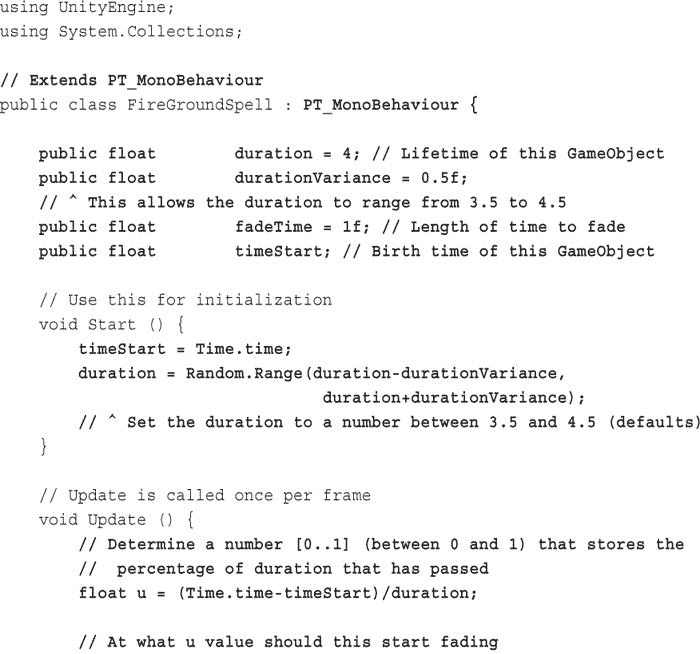 using UnityEngine;
using System.Collections;
// Extends PT_MonoBehaviour
public class FireGroundSpell : PT_MonoBehaviour {
public float duration = 4; // Lifetime of this GameObject
public float durationVariance = 0.5f;
// ^ This allows the duration to range from 3.5 to 4.5
public float fadeTime = 1f; // Length of time to fade
public float timeStart; // Birth time of this GameObject
// Use this for initialization
void Start () {
timeStart = Time.time;
duration = Random.Range(duration-durationVariance,
duration+durationVariance);
// ^ Set the duration to a number between 3.5 and 4.5 (defaults)
}
// Update is called once per frame
void Update () {
// Determine a number [0..1] (between 0 and 1) that stores the
// percentage of duration that has passed
float u = (Time.time-timeStart)/duration;
// At what u value should this start fading